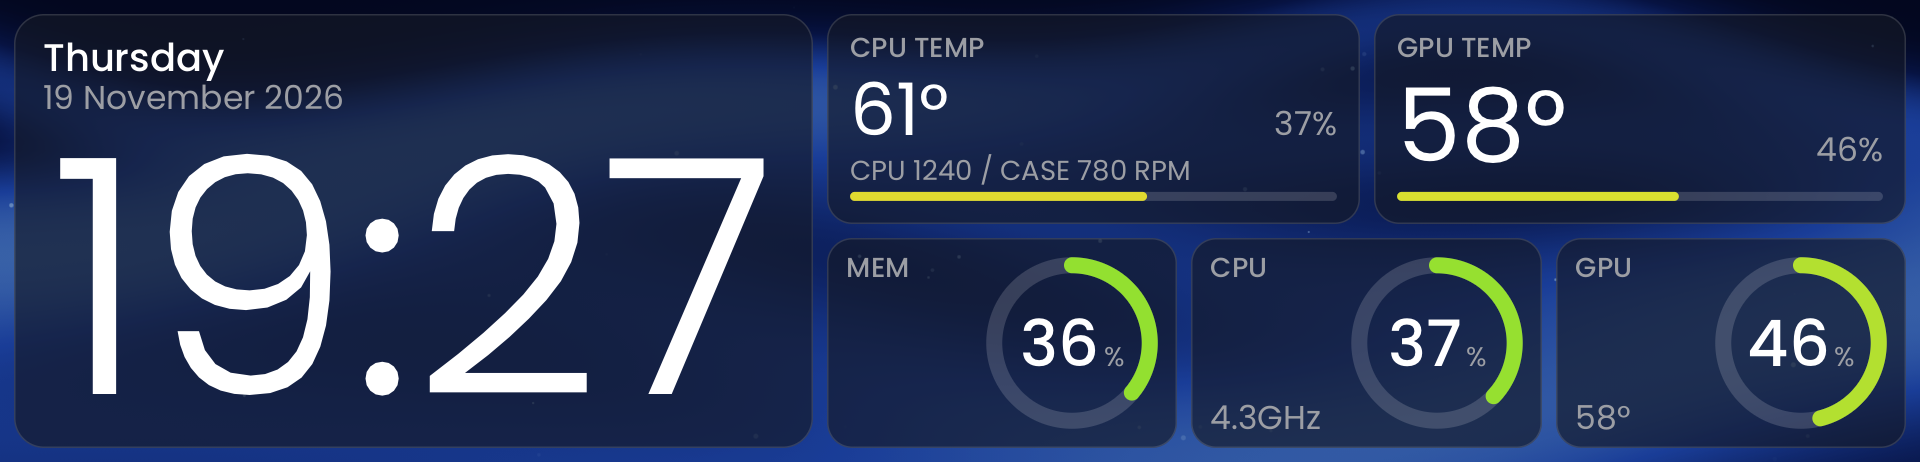 Thursday
19 November 2026
19:27
CPU TEMP
61°
37%
CPU 1240 / CASE 780 RPM
GPU TEMP
58°
46%
MEM
36%
CPU
37%
4.3GHz
GPU
46%
58°